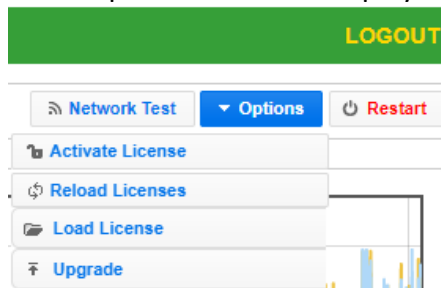 LOGOUT
Network Test Options Restart
Activate License
Reload Licenses
Load License
Upgrade